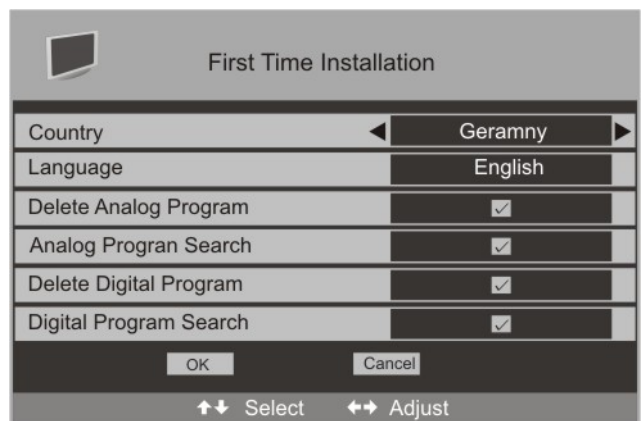 First Time Installation
Country Geramny
Language English
Delete Analog Program
Analog Progran Search
Delete Digital Program
Digital Program Search
OK Cancel
Select Adjust